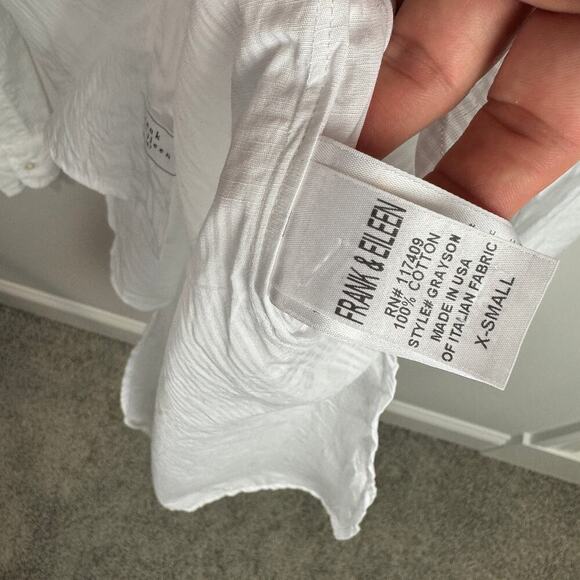 FRANK & EILEEN
RN# 117409
100% COTTON
STYLE# GRAYSON
MADE IN USA
OF ITALIAN FABRIC
X-SMALL